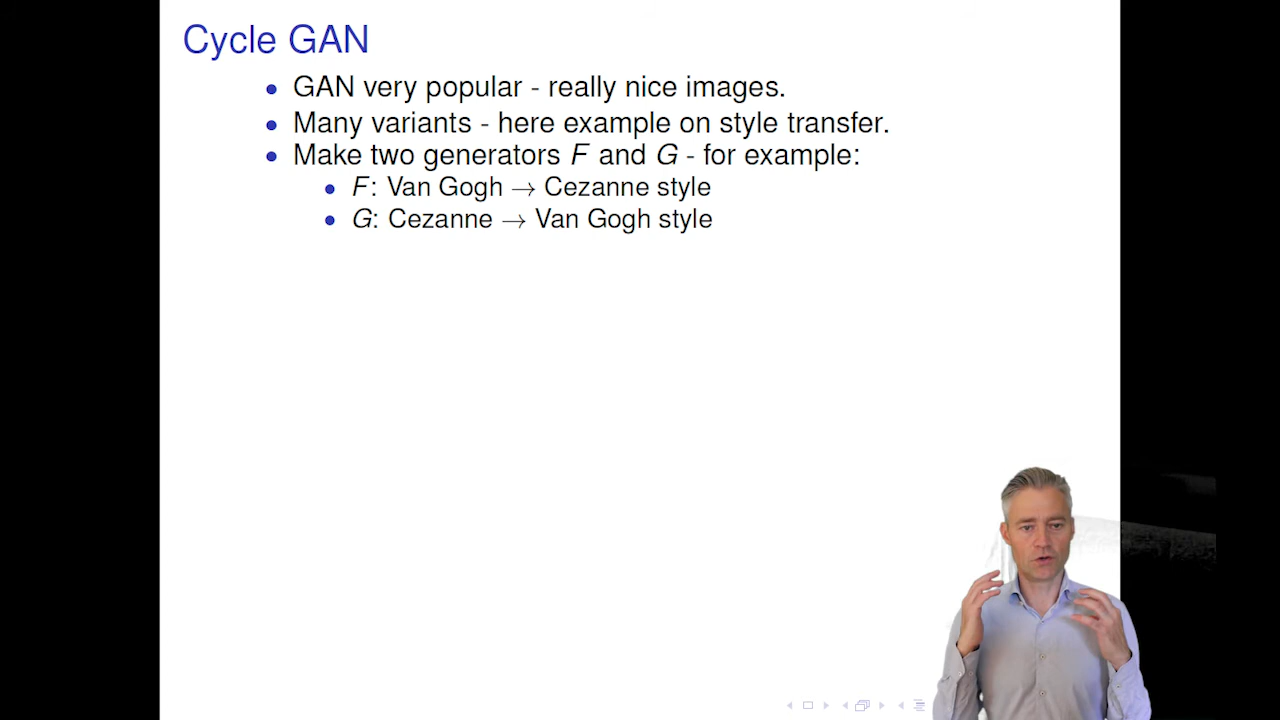 Cycle GAN
• GAN very popular - really nice images.
• Many variants - here example on style transfer.
• Make two generators F and G - for example:
• F: Van Gogh → Cezanne style
• G: Cezanne → Van Gogh style